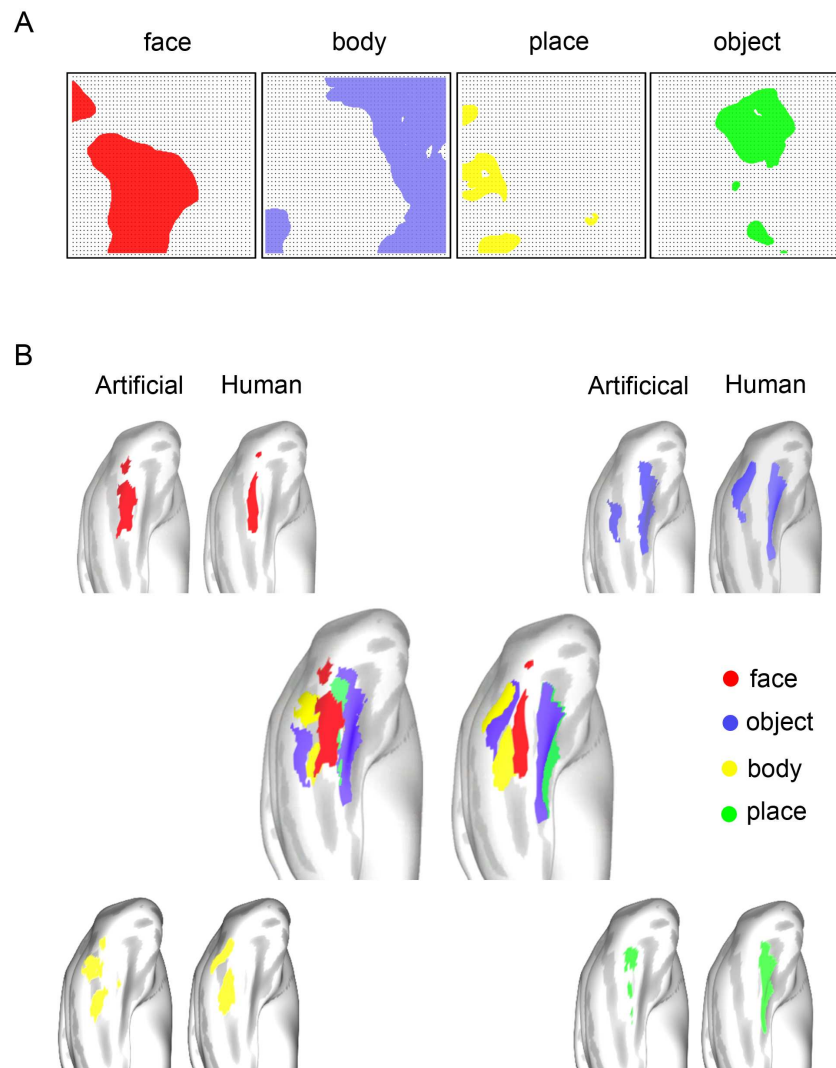 A
face body place object
B
Artificial Human Artificical Human
face
object
body
place